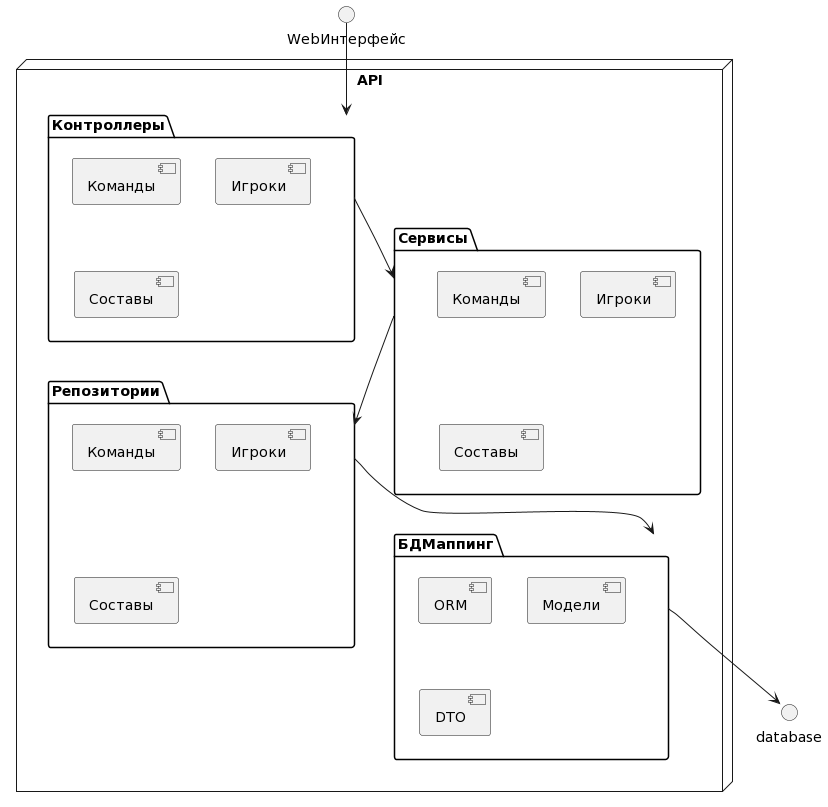 WebИнтерфейс
API
Контроллеры
Команды
Игроки
Составы
Сервисы
Команды
Игроки
Составы
Репозитории
Команды
Игроки
Составы
БДМаппинг
ORM
Модели
DTO
database